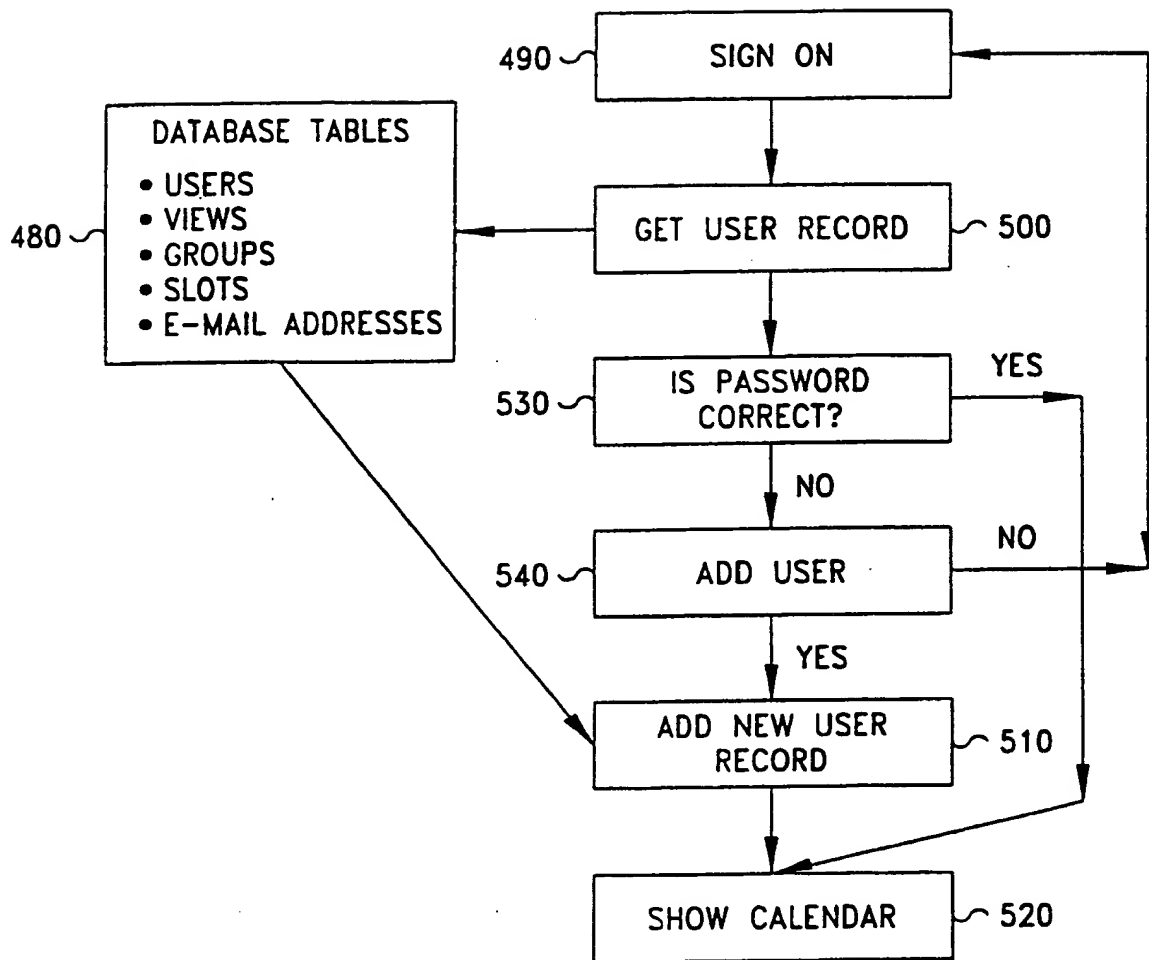 490
SIGN ON
DATABASE TABLES
• USERS
• VIEWS
• GROUPS
• SLOTS
• E-MAIL ADDRESSES
480
GET USER RECORD
500
530
IS PASSWORD
CORRECT?
YES
NO
540
ADD USER
NO
YES
ADD NEW USER
RECORD
510
SHOW CALENDAR
520